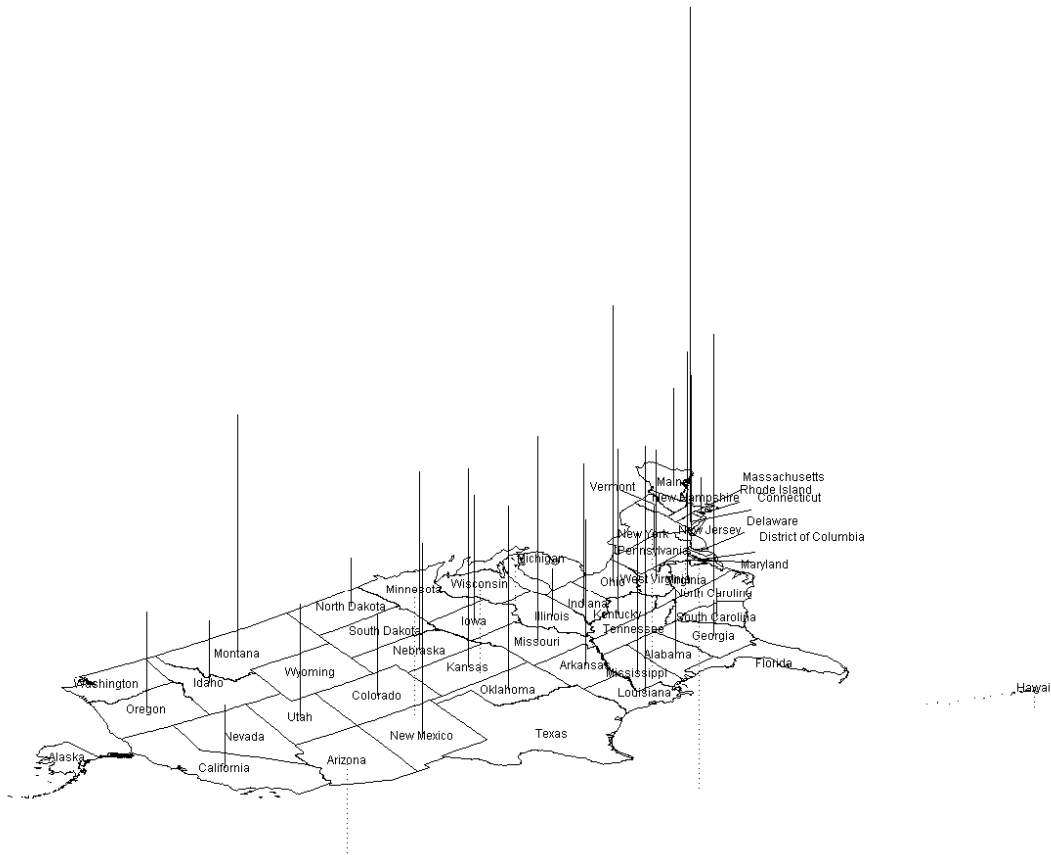 Massachusetts
Maine
Vermont
Rhode Island
New Hampshire
Connecticut
Delaware
New Jersey
New York
District of Columbia
Pennsylvania
Michigan
Maryland
Ohio
West Virginia
Virginia
Wisconsin
Minnesota
North Carolina
Indiana
North Dakota
Illinois
Kentucky
South Carolina
Iowa
Tennessee
South Dakota
Georgia
Missouri
Nebraska
Montana
Alabama
Florida
Arkansas
Kansas
Wyoming
Mississippi
Washington
Idaho
Hawai
Oklahoma
Louisiana
Colorado
Oregon
Utah
Texas
New Mexico
Nevada
Alaska
Arizona
California